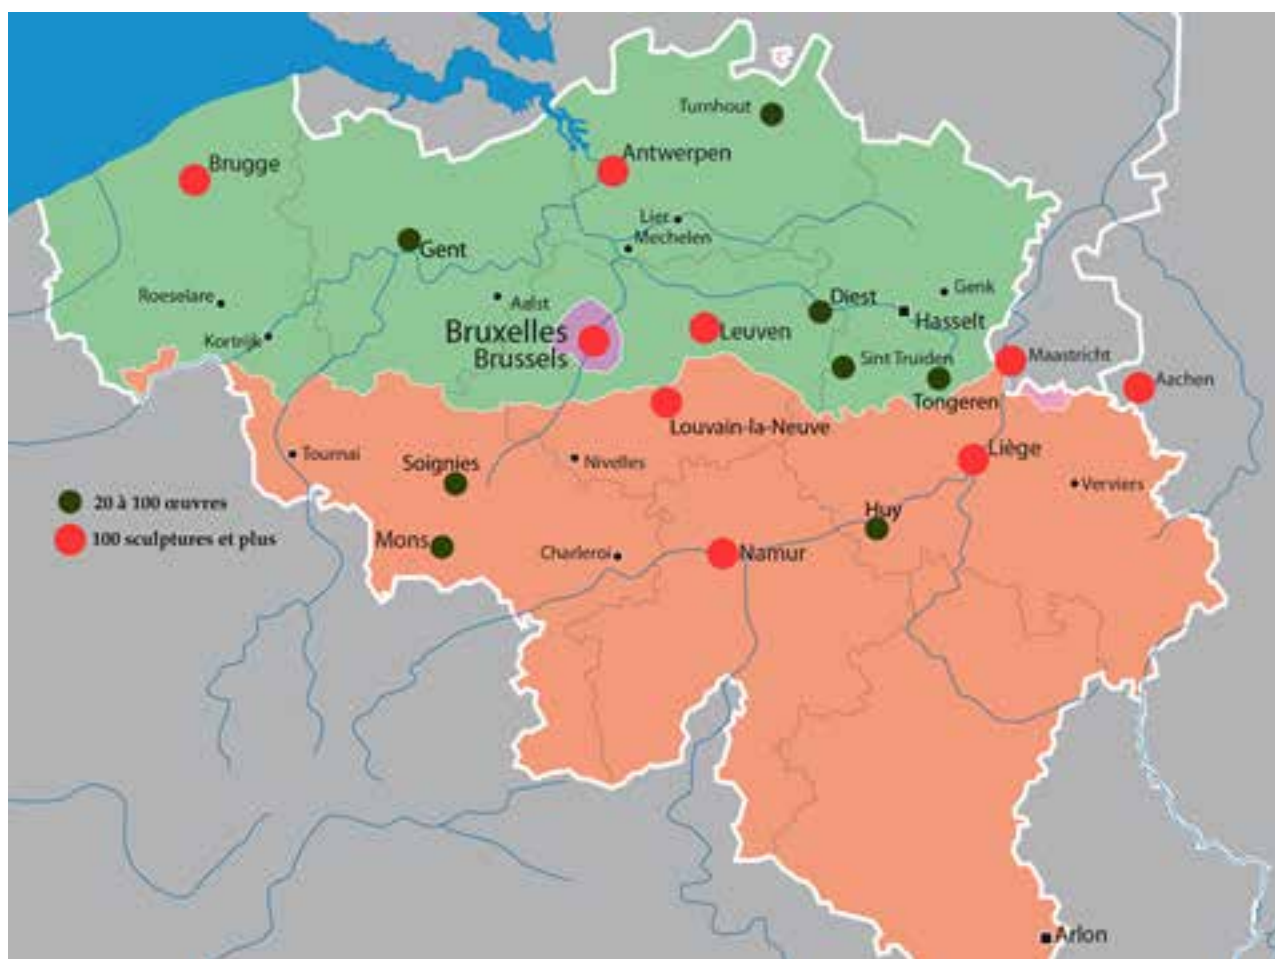 Turnhout
Antwerpen
Brugge
Lier
Mechelen
Gent
Roeselare
Aalst
Diest
Genk
Hasselt
Kortrijk
Bruxelles
Brussels
Leuven
Sint Truiden
Maastricht
Aachen
Tongeren
Louvain-la-Neuve
Tournai
Soignies
Nivelles
Liège
Verviers
20 à 100 œuvres
100 sculptures et plus
Huy
Mons
Charleroi
Namur
Arlon